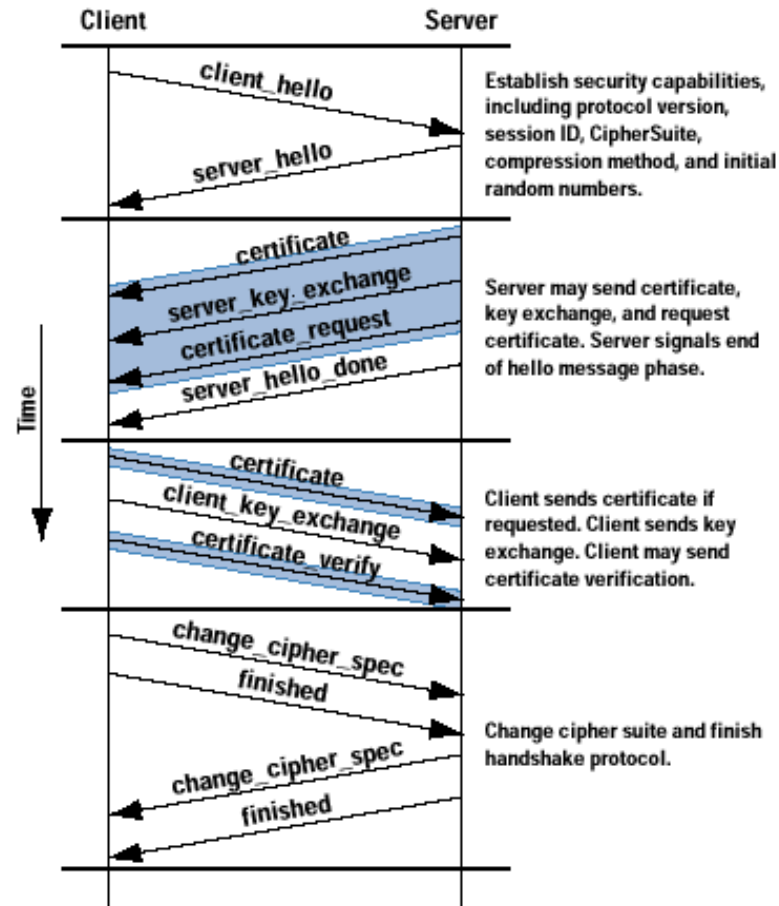 Client
Server
client_hello
server_hello
Establish security capabilities,
including protocol version,
session ID, CipherSuite,
compression method, and initial
random numbers.
certificate
server_key_exchange
certificate_request
server_hello_done
Server may send certificate,
key exchange, and request
certificate. Server signals end
of hello message phase.
Time
certificate
client_key_exchange
certificate_verify
Client sends certificate if
requested. Client sends key
exchange. Client may send
certificate verification.
change_cipher_spec
finished
change_cipher_spec
finished
Change cipher suite and finish
handshake protocol.